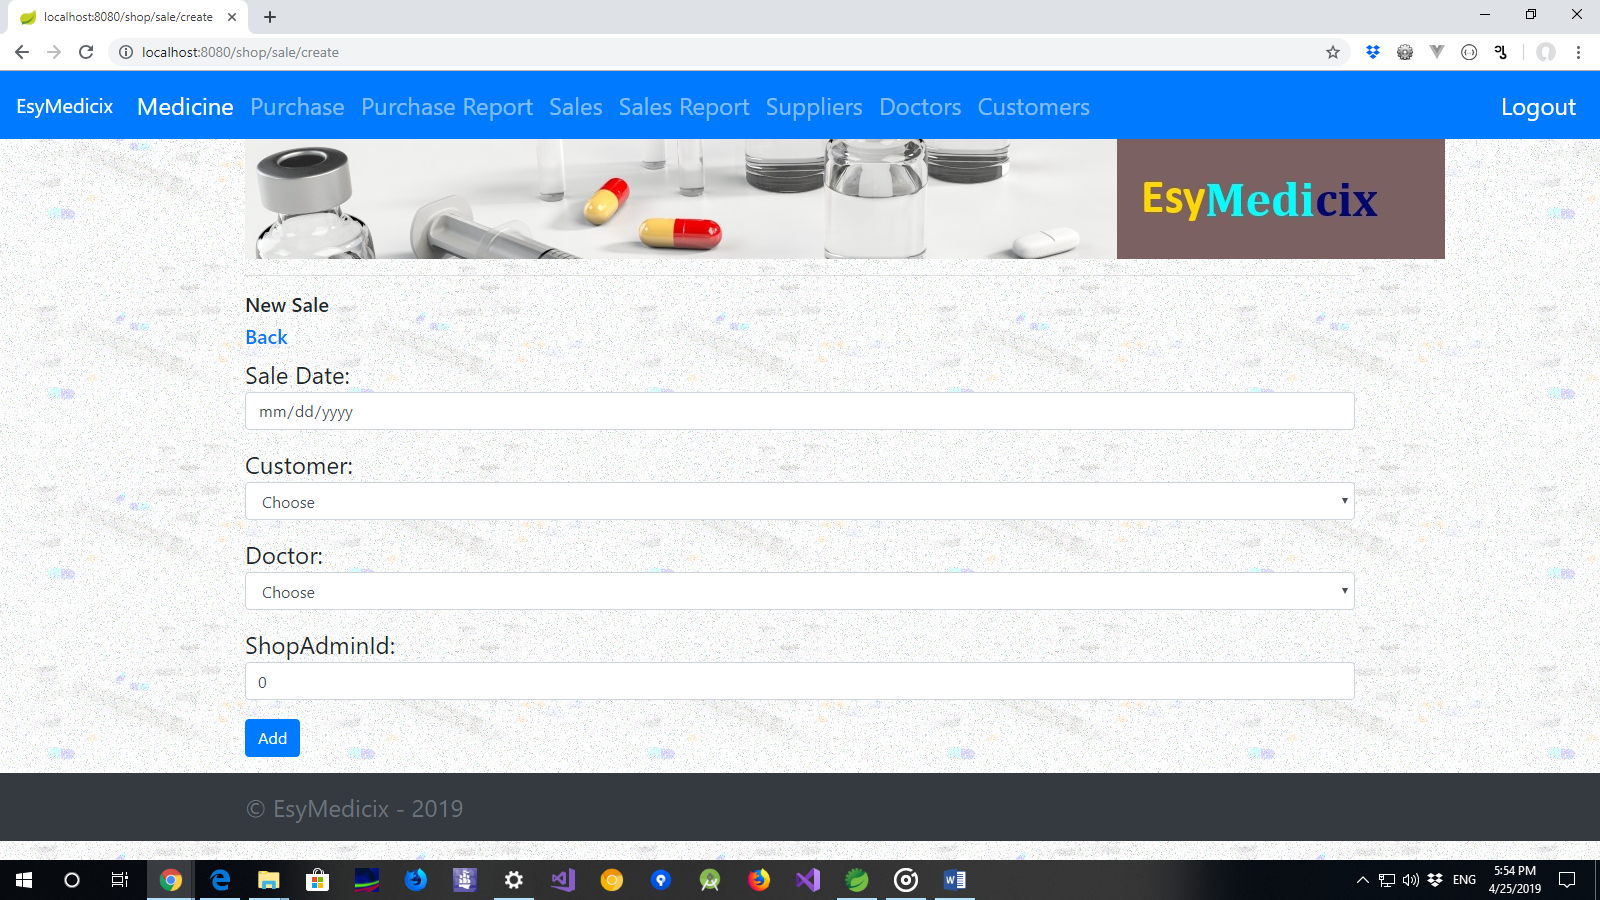 localhost:8080/shop/sale/create
localhost:8080/shop/sale/create
EsyMedicix Medicine Purchase Purchase Report Sales Sales Report Suppliers Doctors Customers Logout
EsyMedicix
New Sale
Back
Sale Date:
mm/dd/yyyy
Customer:
Choose
Doctor:
Choose
ShopAdminId:
0
Add
© EsyMedicix - 2019
ENG
5:54 PM
4/25/2019